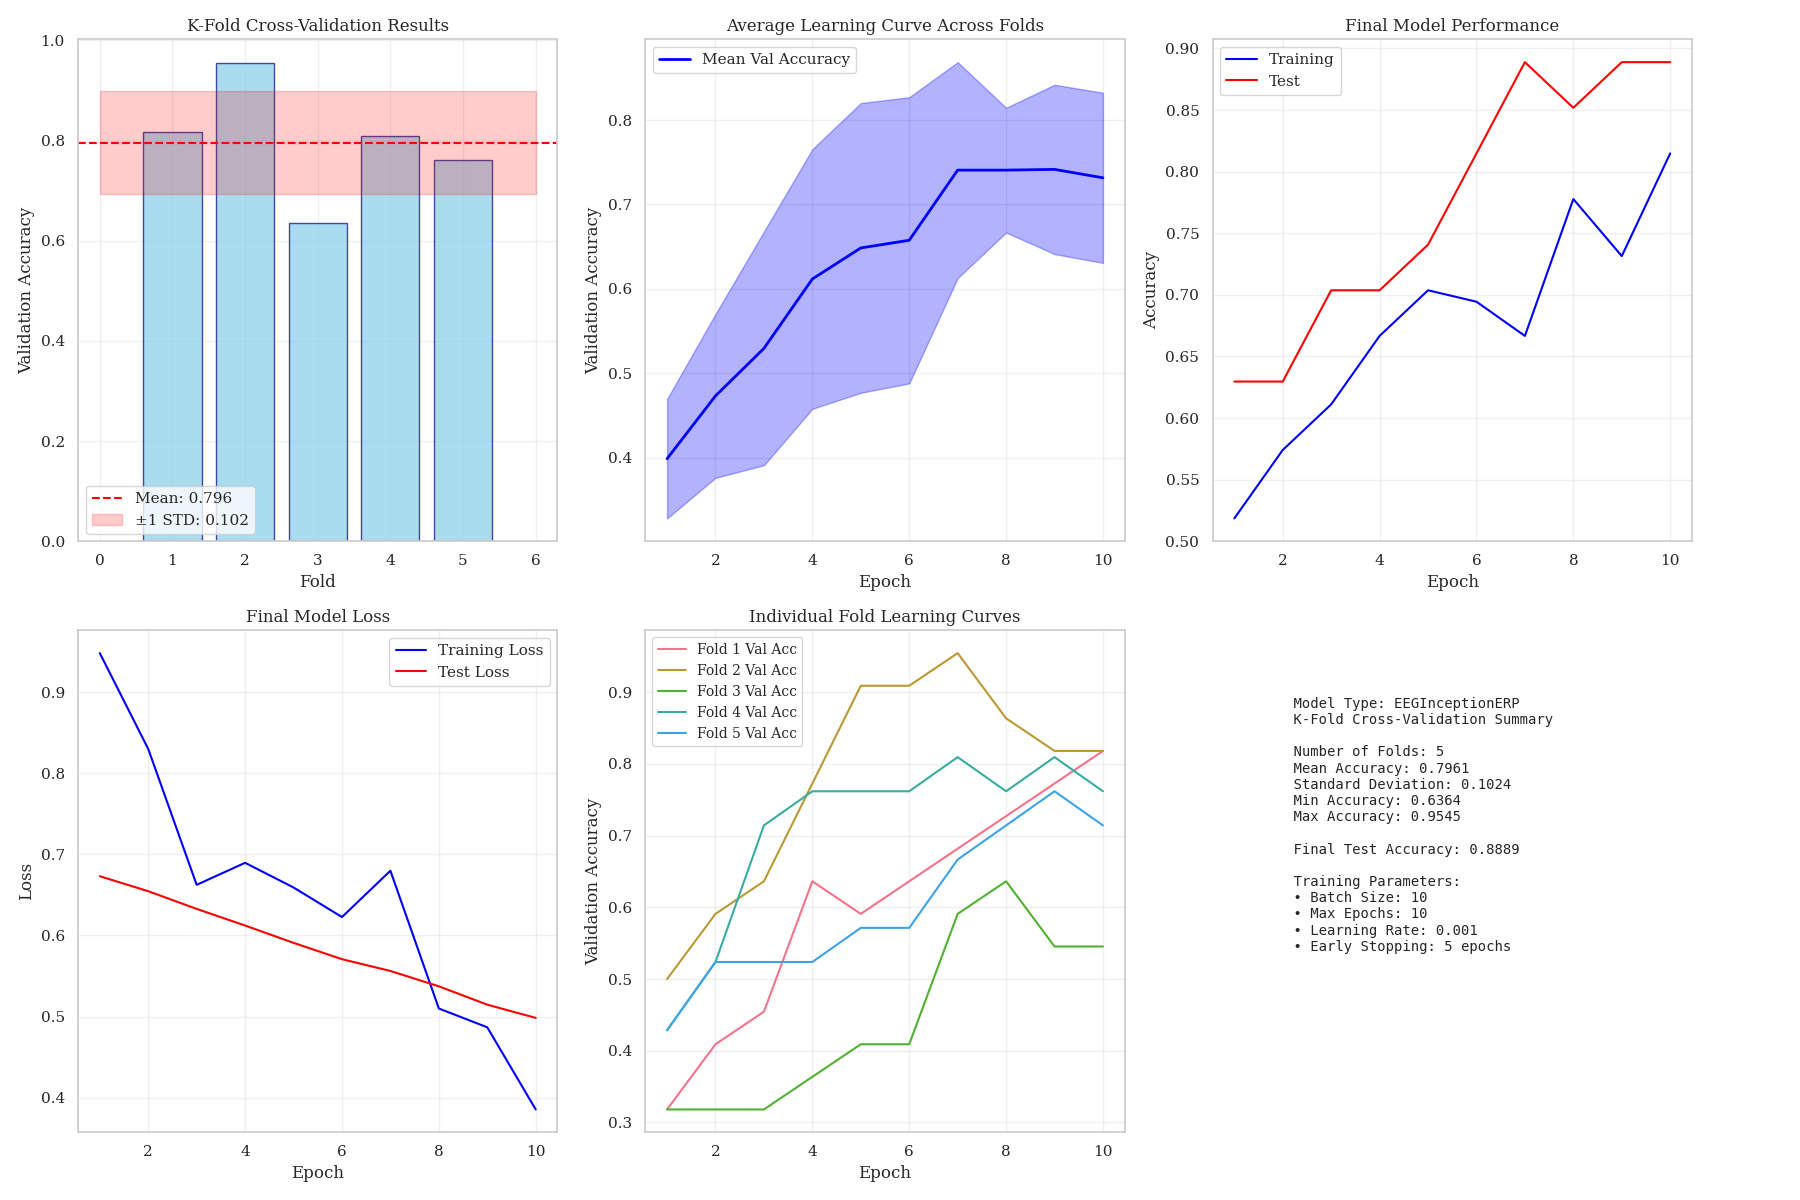 K-Fold Cross-Validation Results
Validation Accuracy
1.0
0.8
0.6
0.4
0.2
0.0
Mean: 0.796
±1 STD: 0.102
0 1 2 3 4 5 6
Fold
Average Learning Curve Across Folds
Validation Accuracy
Mean Val Accuracy
0.8
0.7
0.6
0.5
0.4
2 4 6 8 10
Epoch
Final Model Performance
Accuracy
Training
Test
0.90
0.85
0.80
0.75
0.70
0.65
0.60
0.55
0.50
2 4 6 8 10
Epoch
Final Model Loss
Loss
Training Loss
Test Loss
0.9
0.8
0.7
0.6
0.5
0.4
2 4 6 8 10
Epoch
Individual Fold Learning Curves
Validation Accuracy
Fold 1 Val Acc
Fold 2 Val Acc
Fold 3 Val Acc
Fold 4 Val Acc
Fold 5 Val Acc
0.9
0.8
0.7
0.6
0.5
0.4
0.3
2 4 6 8 10
Epoch
Model Type: EEGInceptionERP
K-Fold Cross-Validation Summary
Number of Folds: 5
Mean Accuracy: 0.7961
Standard Deviation: 0.1024
Min Accuracy: 0.6364
Max Accuracy: 0.9545
Final Test Accuracy: 0.8889
Training Parameters:
• Batch Size: 10
• Max Epochs: 10
• Learning Rate: 0.001
• Early Stopping: 5 epochs